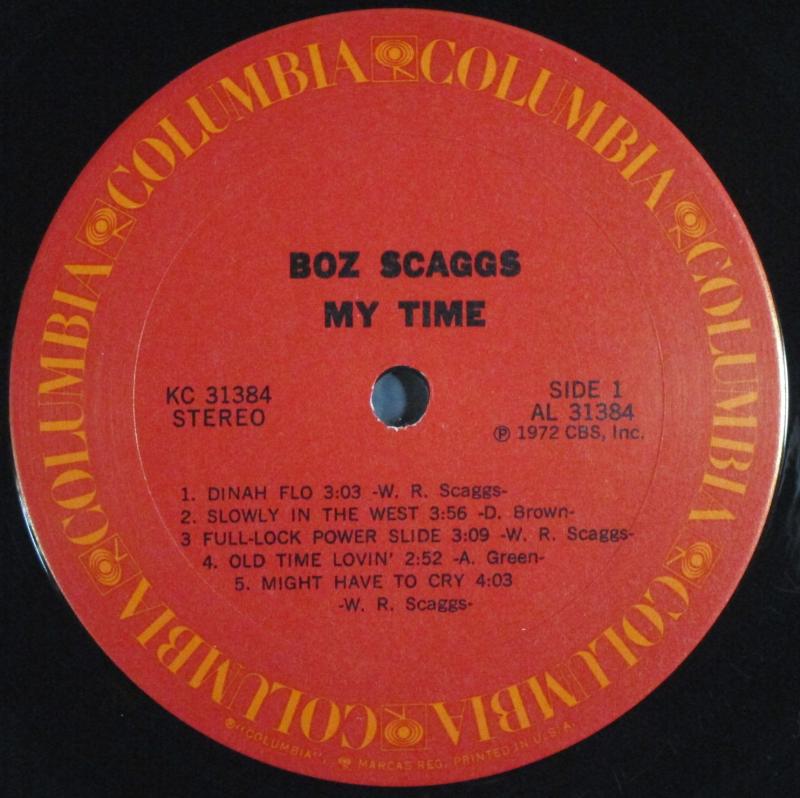 COLUMBIA COLUMBIA COLUMBIA COLUMBIA COLUMBIA COLUMBIA
BOZ SCAGGS
MY TIME
KC 31384
STEREO
SIDE 1
AL 31384
Ⓟ 1972 CBS, Inc.
1. DINAH FLO 3:03 -W. R. Scaggs-
2. SLOWLY IN THE WEST 3:56 -D. Brown-
3 FULL-LOCK POWER SLIDE 3:09 -W. R. Scaggs-
4. OLD TIME LOVIN' 2:52 -A. Green-
5. MIGHT HAVE TO CRY 4:03
-W. R. Scaggs-
®"COLUMBIA", MARCAS REG. PRINTED IN U.S.A.